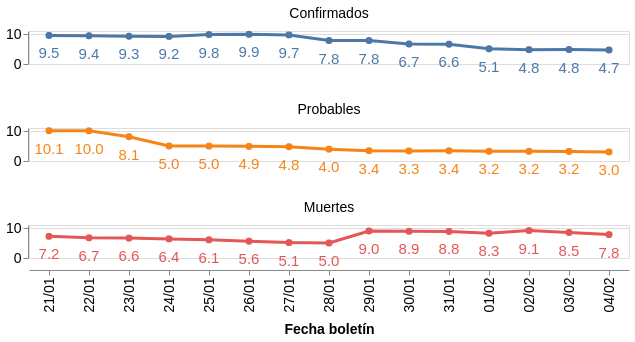 Confirmados
10
0
9.5 9.4 9.3 9.2 9.8 9.9 9.7 7.8 7.8 6.7 6.6 5.1 4.8 4.8 4.7
Probables
10
0
10.1 10.0 8.1 5.0 5.0 4.9 4.8 4.0 3.4 3.3 3.4 3.2 3.2 3.2 3.0
Muertes
10
0
7.2 6.7 6.6 6.4 6.1 5.6 5.1 5.0 9.0 8.9 8.8 8.3 9.1 8.5 7.8
21/01 22/01 23/01 24/01 25/01 26/01 27/01 28/01 29/01 30/01 31/01 01/02 02/02 03/02 04/02
Fecha boletín